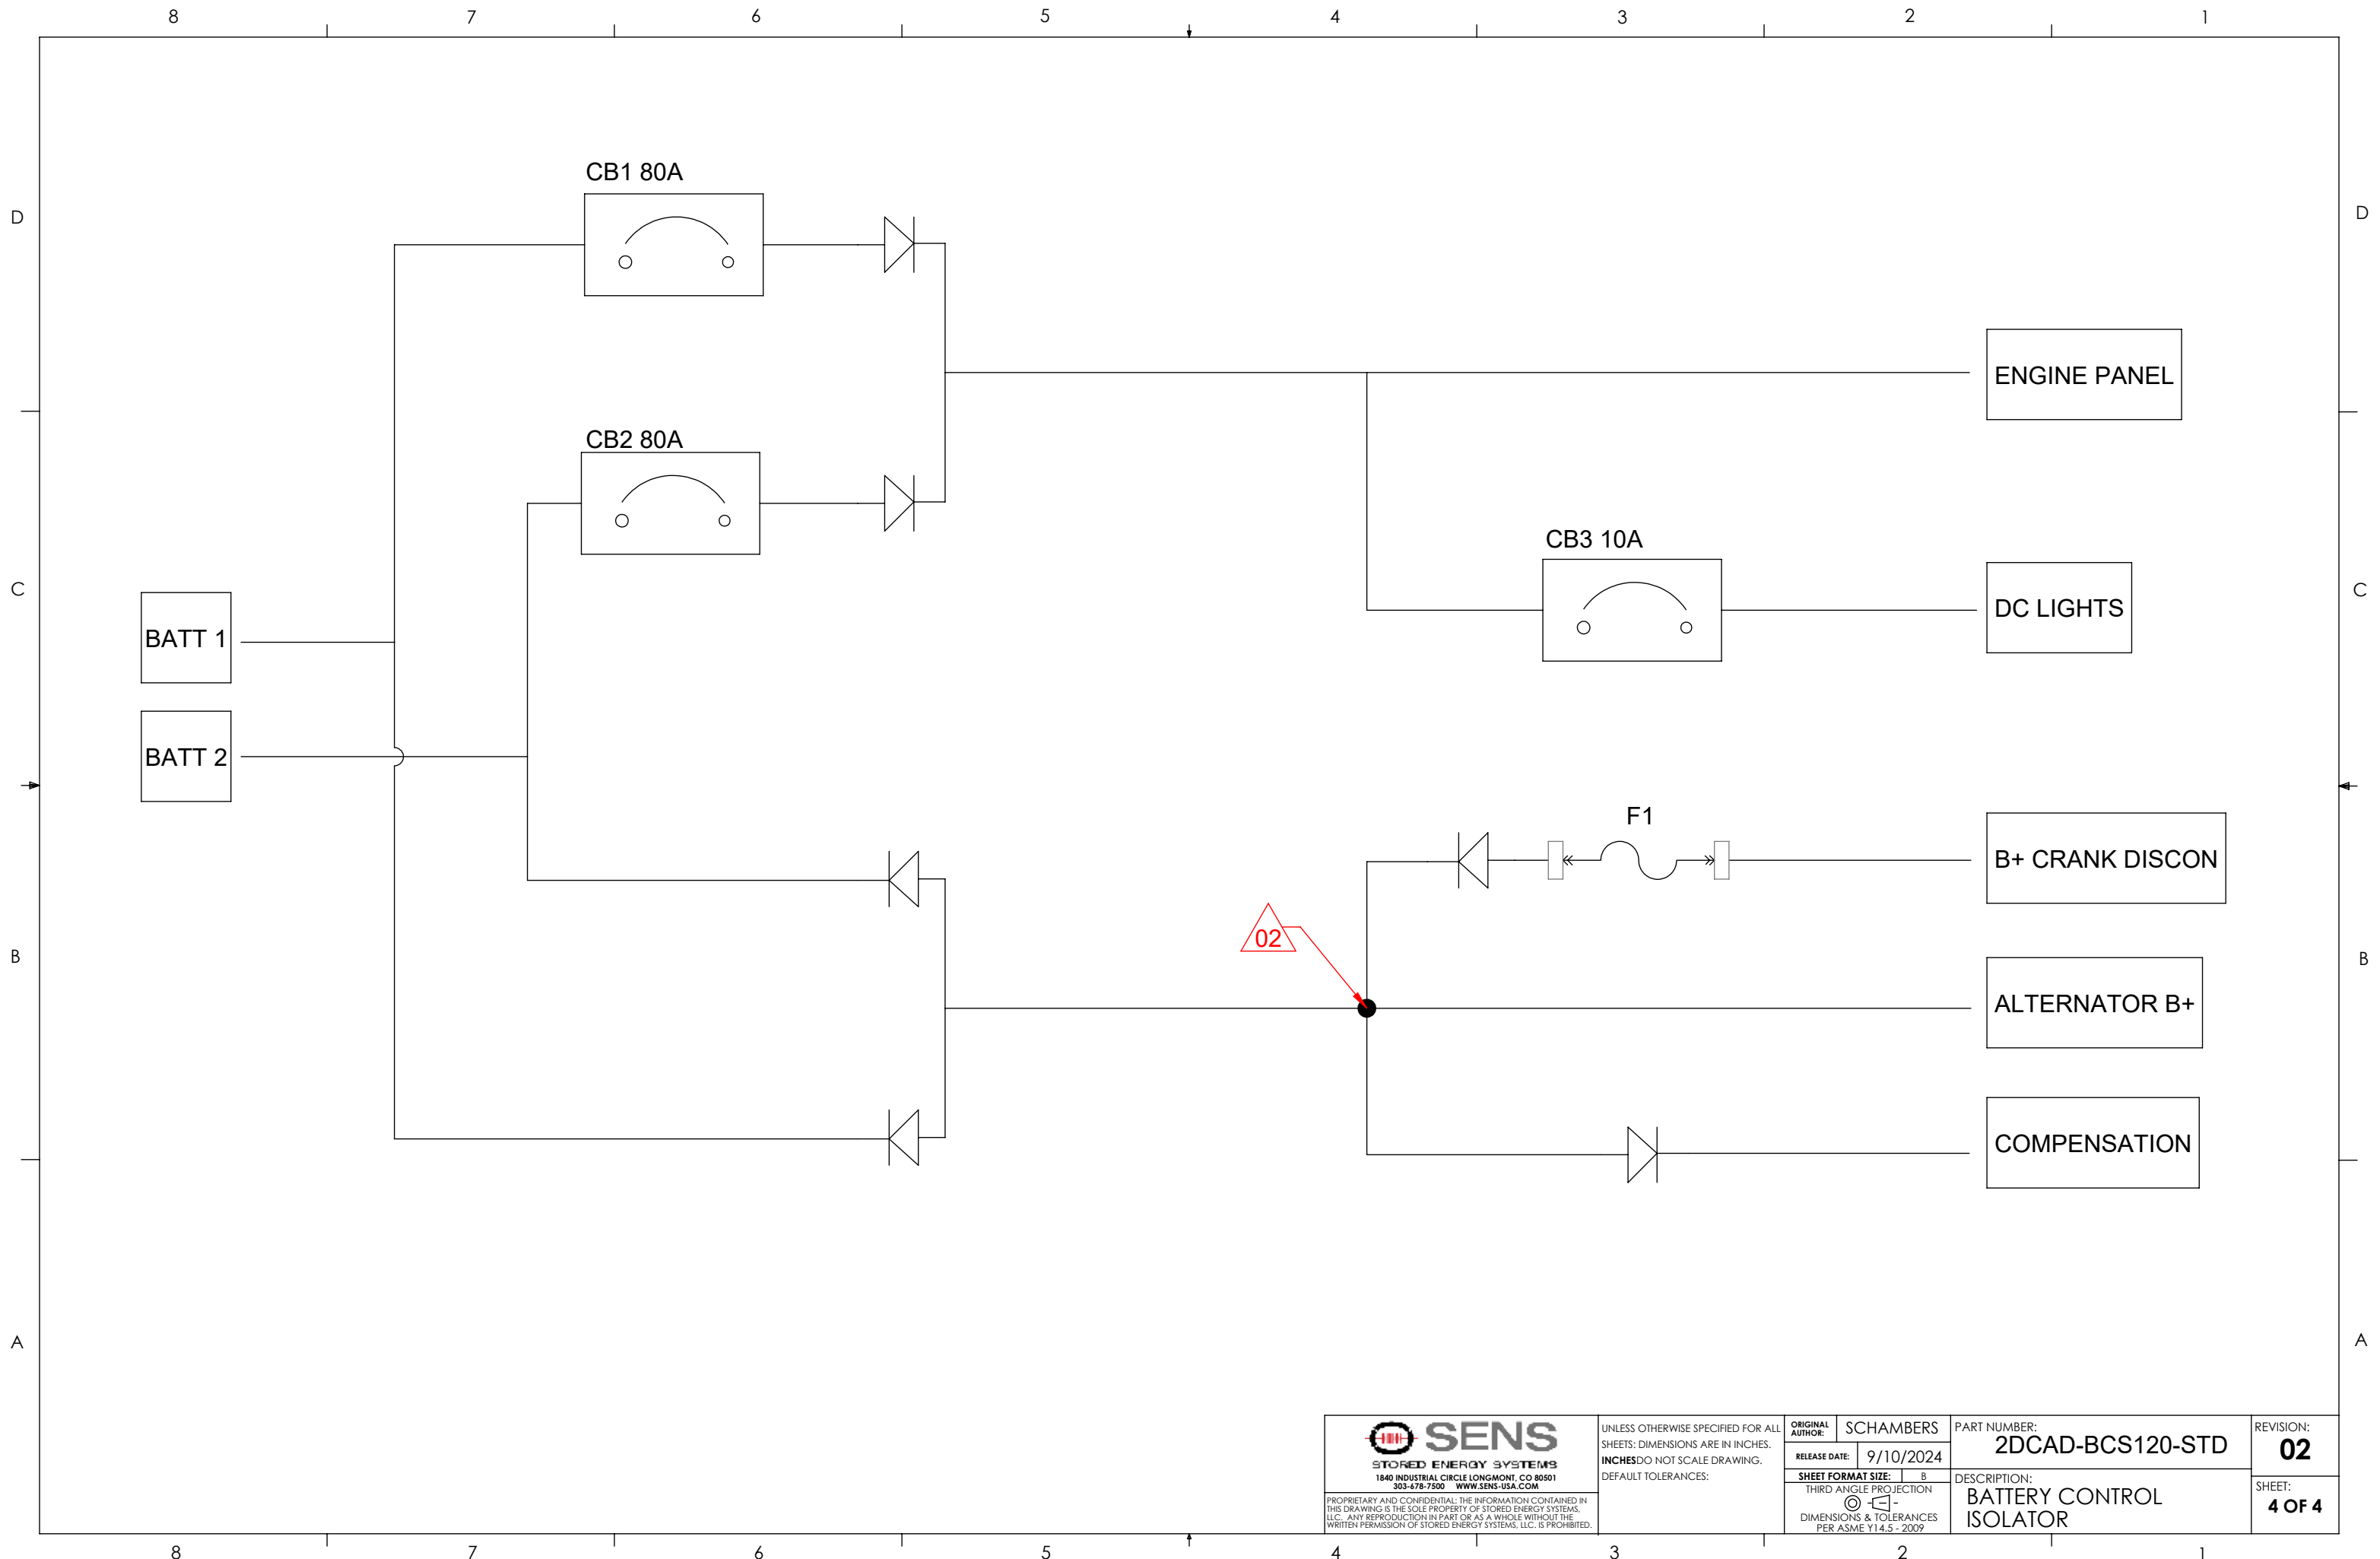 8 7 6 5 4 3 2 1
CB1 80A
D D
ENGINE PANEL
CB2 80A
CB3 10A
C C
DC LIGHTS
BATT 1
BATT 2
F1
B+ CRANK DISCON
02
B B
ALTERNATOR B+
COMPENSATION
A A
SENS
STORED ENERGY SYSTEMS
1840 INDUSTRIAL CIRCLE LONGMONT, CO 80501
303-678-7500 WWW.SENS-USA.COM
PROPRIETARY AND CONFIDENTIAL: THE INFORMATION CONTAINED IN
THIS DRAWING IS THE SOLE PROPERTY OF STORED ENERGY SYSTEMS,
LLC. ANY REPRODUCTION IN PART OR AS A WHOLE WITHOUT THE
WRITTEN PERMISSION OF STORED ENERGY SYSTEMS, LLC. IS PROHIBITED.
UNLESS OTHERWISE SPECIFIED FOR ALL
SHEETS: DIMENSIONS ARE IN INCHES.
INCHESDO NOT SCALE DRAWING.
DEFAULT TOLERANCES:
ORIGINAL
AUTHOR: SCHAMBERS
RELEASE DATE: 9/10/2024
SHEET FORMAT SIZE: B
THIRD ANGLE PROJECTION
DIMENSIONS & TOLERANCES
PER ASME Y14.5 - 2009
PART NUMBER:
2DCAD-BCS120-STD
DESCRIPTION:
BATTERY CONTROL
ISOLATOR
REVISION:
02
SHEET:
4 OF 4
8 7 6 5 4 3 2 1